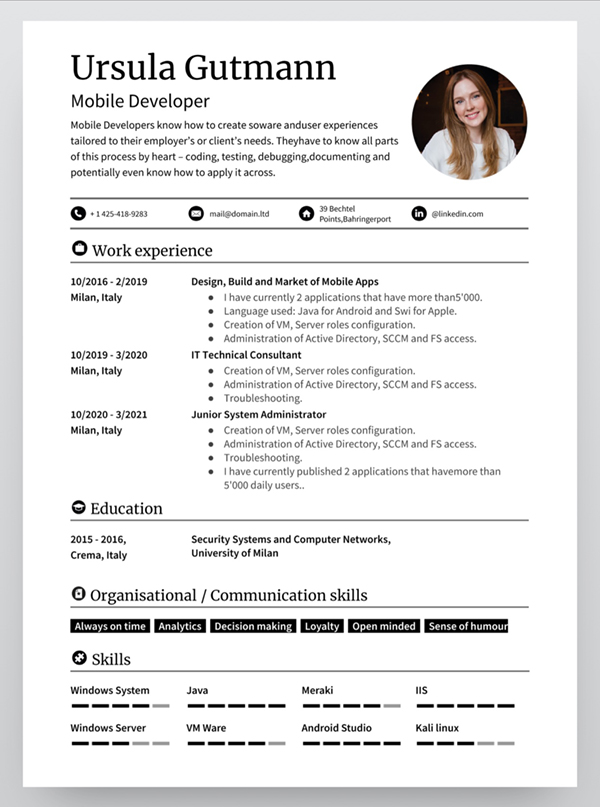 Ursula Gutmann
Mobile Developer
Mobile Developers know how to create soware anduser experiences
tailored to their employer's or client's needs. Theyhave to know all parts
of this process by heart – coding, testing, debugging,documenting and
potentially even know how to apply it across.
+ 1 425-418-9283
mail@domain.ltd
39 Bechtel
Points,Bahringerport
in @linkedin.com
Work experience
10/2016 - 2/2019 Design, Build and Market of Mobile Apps
Milan, Italy
● I have currently 2 applications that have more than5'000.
● Language used: Java for Android and Swi for Apple.
● Creation of VM, Server roles configuration.
● Administration of Active Directory, SCCM and FS access.
10/2019 - 3/2020 IT Technical Consultant
Milan, Italy
● Creation of VM, Server roles configuration.
● Administration of Active Directory, SCCM and FS access.
● Troubleshooting.
10/2020 - 3/2021 Junior System Administrator
Milan, Italy
● Creation of VM, Server roles configuration.
● Administration of Active Directory, SCCM and FS access.
● Troubleshooting.
● I have currently published 2 applications that havemore than
5'000 daily users..
Education
2015 - 2016, Security Systems and Computer Networks,
Crema, Italy University of Milan
Organisational / Communication skills
Always on time Analytics Decision making Loyalty Open minded Sense of humour
Skills
Windows System Java Meraki IIS
Windows Server VM Ware Android Studio Kali linux